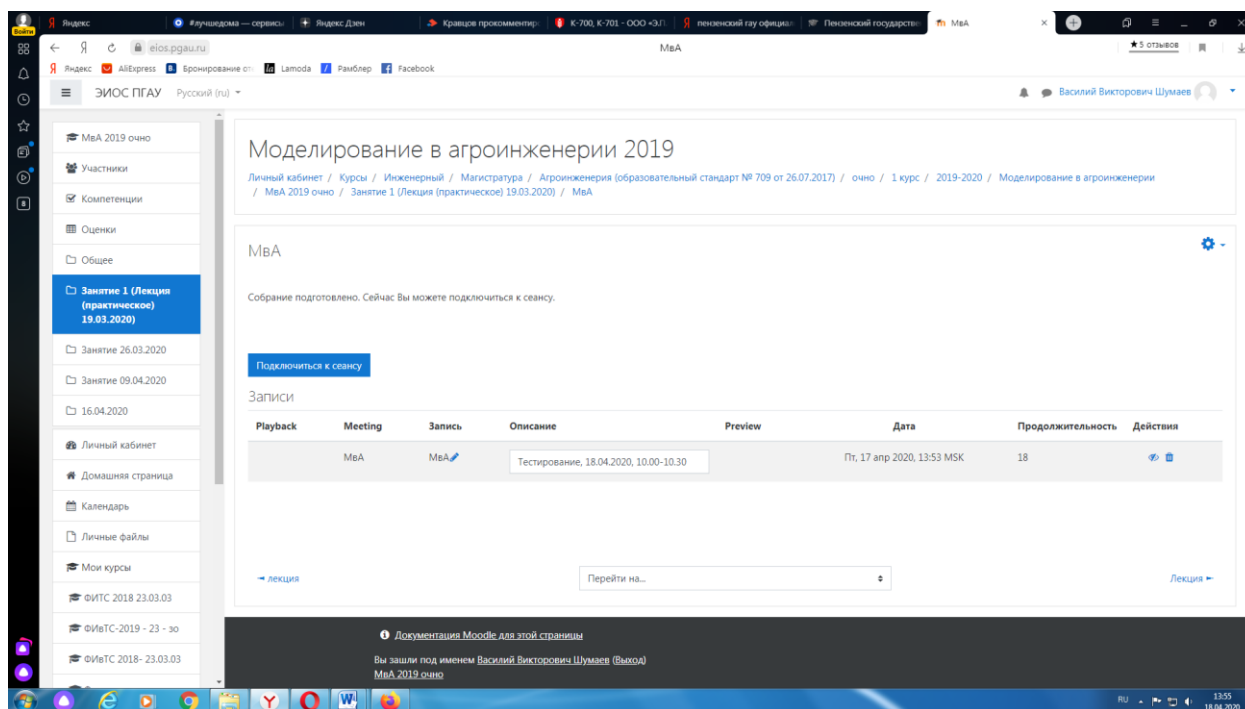 Войти
Яндекс
#лучшедома — сервисы
Яндекс.Дзен
Кравцов прокомментир
К-700, К-701 - ООО «Э.П
пензенский гау официал
Пензенский государстве
МвА
eios.pgau.ru
МвА
★5 отзывов
Яндекс
AliExpress
Бронирование от
Lamoda
Рамблер
Facebook
ЭИОС ПГАУ
Русский (ru)
Василий Викторович Шумаев
МвА 2019 очно
Участники
Компетенции
Оценки
Общее
Занятие 1 (Лекция
(практическое)
19.03.2020)
Занятие 26.03.2020
Занятие 09.04.2020
16.04.2020
Личный кабинет
Домашняя страница
Календарь
Личные файлы
Мои курсы
ФИТС 2018 23.03.03
ФИвТС-2019 - 23 - зо
ФИвТС 2018- 23.03.03
Моделирование в агроинженерии 2019
Личный кабинет / Курсы / Инженерный / Магистратура / Агроинженерия (образовательный стандарт № 709 от 26.07.2017) / очно / 1 курс / 2019-2020 / Моделирование в агроинженерии
/ МвА 2019 очно / Занятие 1 (Лекция (практическое) 19.03.2020) / МвА
МвА
Собрание подготовлено. Сейчас Вы можете подключиться к сеансу.
Подключиться к сеансу
Записи
Playback Meeting Запись Описание Preview Дата Продолжительность Действия
МвА МвА Тестирование, 18.04.2020, 10.00-10.30 Пт, 17 апр 2020, 13:53 MSK 18
◄ лекция
Перейти на...
Лекция ►
Документация Moodle для этой страницы
Вы зашли под именем Василий Викторович Шумаев (Выход)
МвА 2019 очно
RU
13:55
18.04.2020